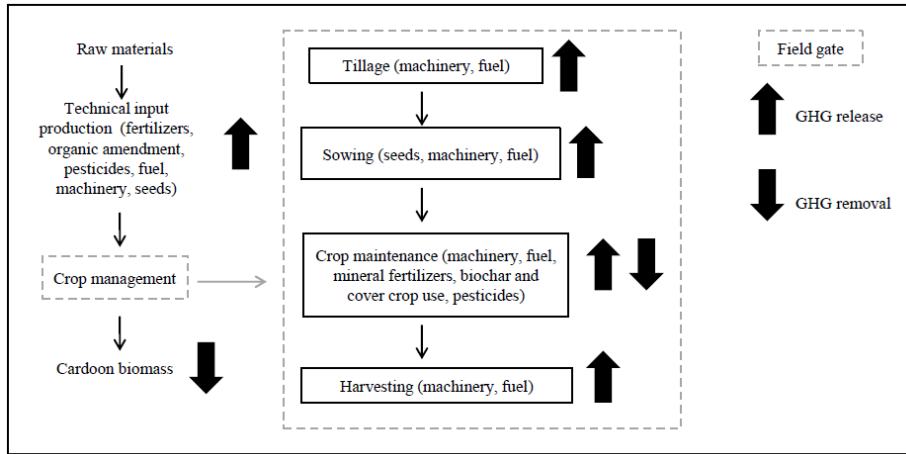 Raw materials
Technical input
production (fertilizers,
organic amendment,
pesticides, fuel,
machinery, seeds)
Crop management
Cardoon biomass
Tillage (machinery, fuel)
Sowing (seeds, machinery, fuel)
Crop maintenance (machinery, fuel,
mineral fertilizers, biochar and
cover crop use, pesticides)
Harvesting (machinery, fuel)
Field gate
GHG release
GHG removal